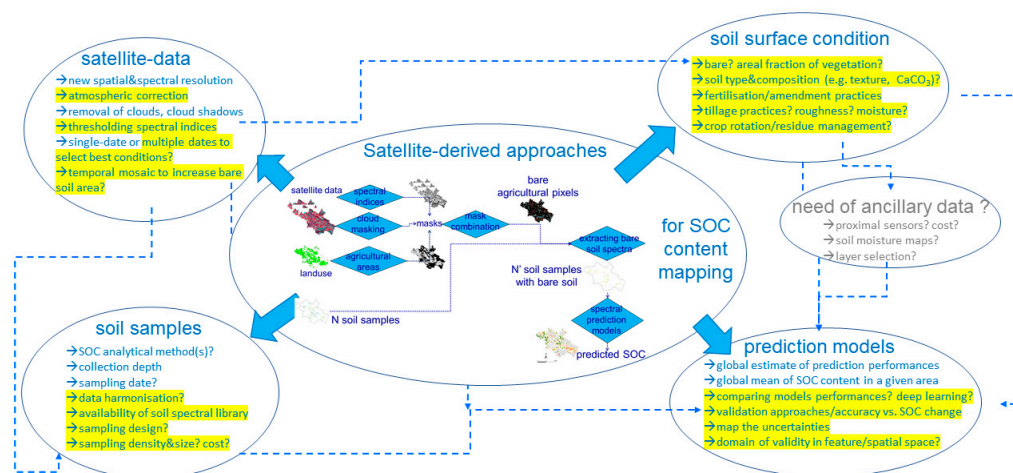 satellite-data
→new spatial&spectral resolution
→atmospheric correction
→removal of clouds, cloud shadows
→thresholding spectral indices
→single-date or multiple dates to
select best conditions?
→temporal mosaic to increase bare
soil area?
soil surface condition
→bare? areal fraction of vegetation?
→soil type&composition (e.g. texture, CaCO3)?
→fertilisation/amendment practices
→tillage practices? roughness? moisture?
→crop rotation/residue management?
Satellite-derived approaches
satellite data
spectral
indices
cloud
masking
masks
mask
combination
bare
agricultural pixels
landuse
agricultural
areas
extracting bare
soil spectra
for SOC
content
mapping
N soil samples
N' soil samples
with bare soil
spectral
prediction
models
predicted SOC
need of ancillary data ?
→proximal sensors? cost?
→soil moisture maps?
→layer selection?
soil samples
→SOC analytical method(s)?
→collection depth
→sampling date?
→data harmonisation?
→availability of soil spectral library
→sampling design?
→sampling density&size? cost?
prediction models
→global estimate of prediction performances
→global mean of SOC content in a given area
→comparing models performances? deep learning?
→validation approaches/accuracy vs. SOC change
→map the uncertainties
→domain of validity in feature/spatial space?